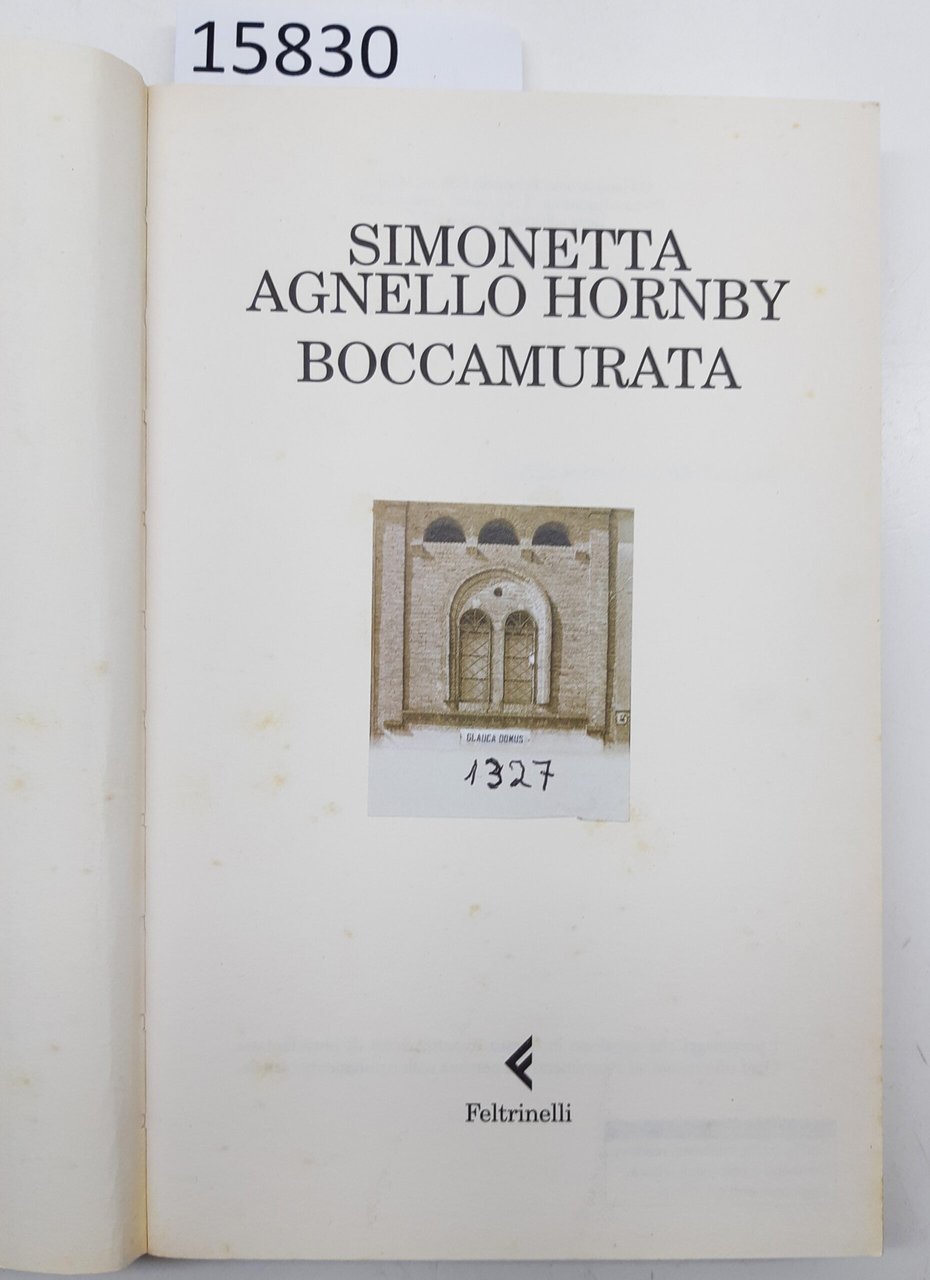 15830
SIMONETTA
AGNELLO HORNBY
BOCCAMURATA
GLAUCA DOMUS
1327
Feltrinelli